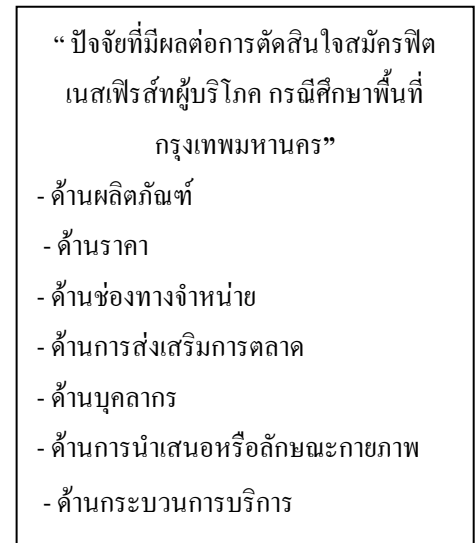 “ ปัจจัยที่มีผลต่อการตัดสินใจสมัครฟิต
เนสเฟิรส์ทผู้บริโภค กรณีศึกษาพื้นที่
กรุงเทพมหานคร”
- ด้านผลิตภัณฑ์
- ด้านราคา
- ด้านช่องทางจำหน่าย
- ด้านการส่งเสริมการตลาด
- ด้านบุคลากร
- ด้านการนำเสนอหรือลักษณะกายภาพ
- ด้านกระบวนการบริการ